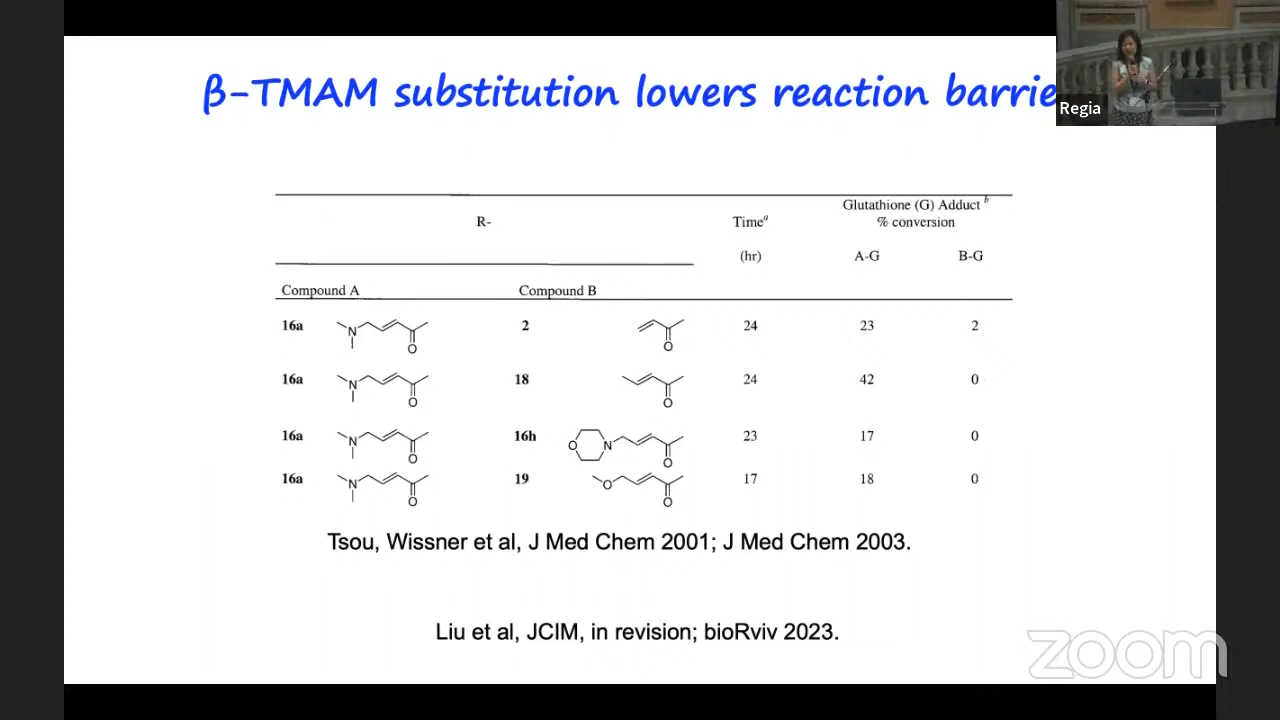 β-TMAM substitution lowers reaction barrie
Regia
R-
Timeᵃ
(hr)
Glutathione (G) Adduct ᵇ
% conversion
A-G B-G
Compound A Compound B
16a N O 2 O 24 23 2
16a N O 18 O 24 42 0
16a N O 16h O N O 23 17 0
16a N O 19 O O 17 18 0
Tsou, Wissner et al, J Med Chem 2001; J Med Chem 2003.
Liu et al, JCIM, in revision; bioRviv 2023.
zoom